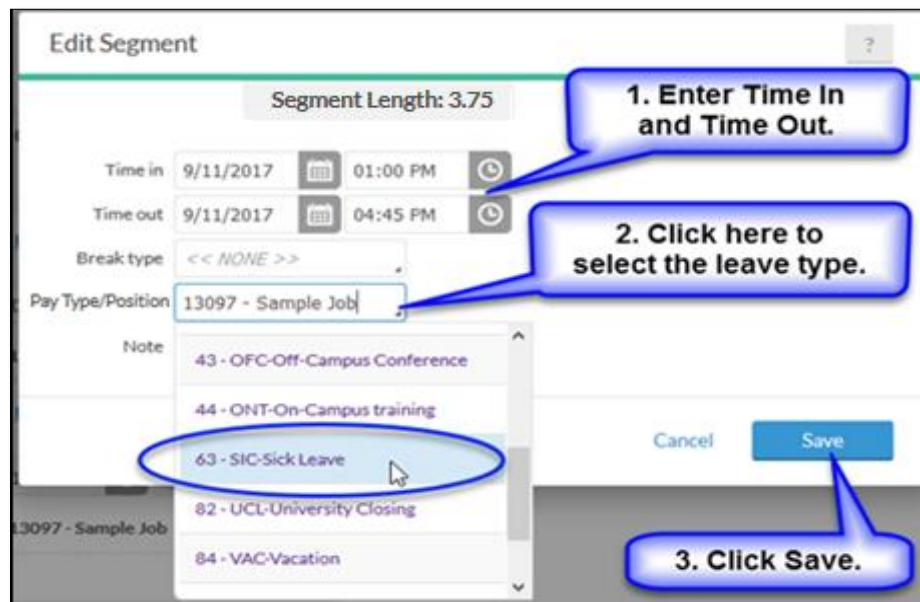 Edit Segment
?
Segment Length: 3.75
1. Enter Time In
and Time Out.
Time in 9/11/2017 01:00 PM
Time out 9/11/2017 04:45 PM
2. Click here to
select the leave type.
Break type << NONE >>
Pay Type/Position 13097 - Sample Job
Note
43 - OFC-Off-Campus Conference
44 - ONT-On-Campus training
63 - SIC-Sick Leave
Cancel Save
82 - UCL-University Closing
13097 - Sample Job
84 - VAC-Vacation
3. Click Save.